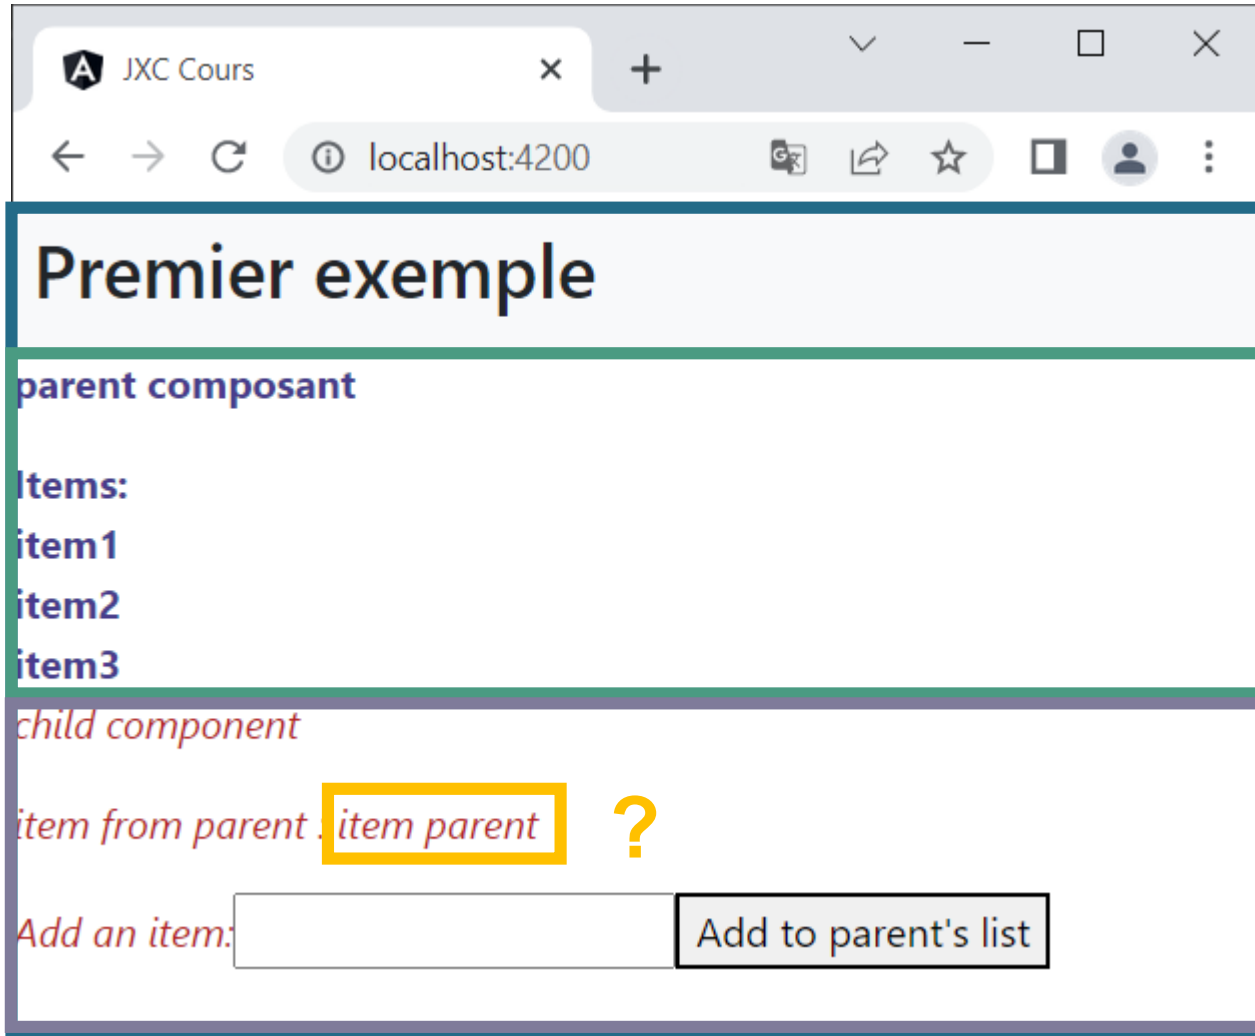 JXC Cours
localhost:4200
Premier exemple
parent composant
Items:
item1
item2
item3
child component
item from parent : item parent ?
Add an item: Add to parent's list